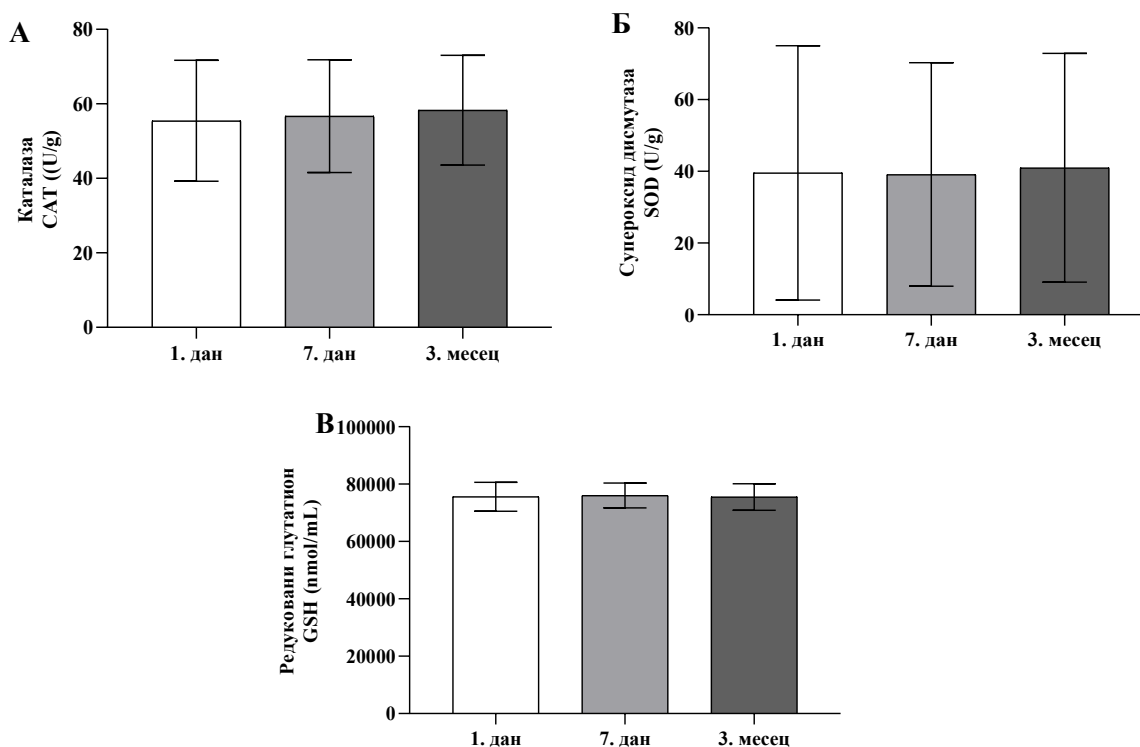 А
Каталаза
CAT ((U/g)
80
60
40
20
0
1. дан
7. дан
3. месец
Б
Супероксид дисмутаза
SOD (U/g)
80
60
40
20
0
1. дан
7. дан
3. месец
В
Редуковани глутатион
GSH (nmol/mL)
100000
80000
60000
40000
20000
0
1. дан
7. дан
3. месец